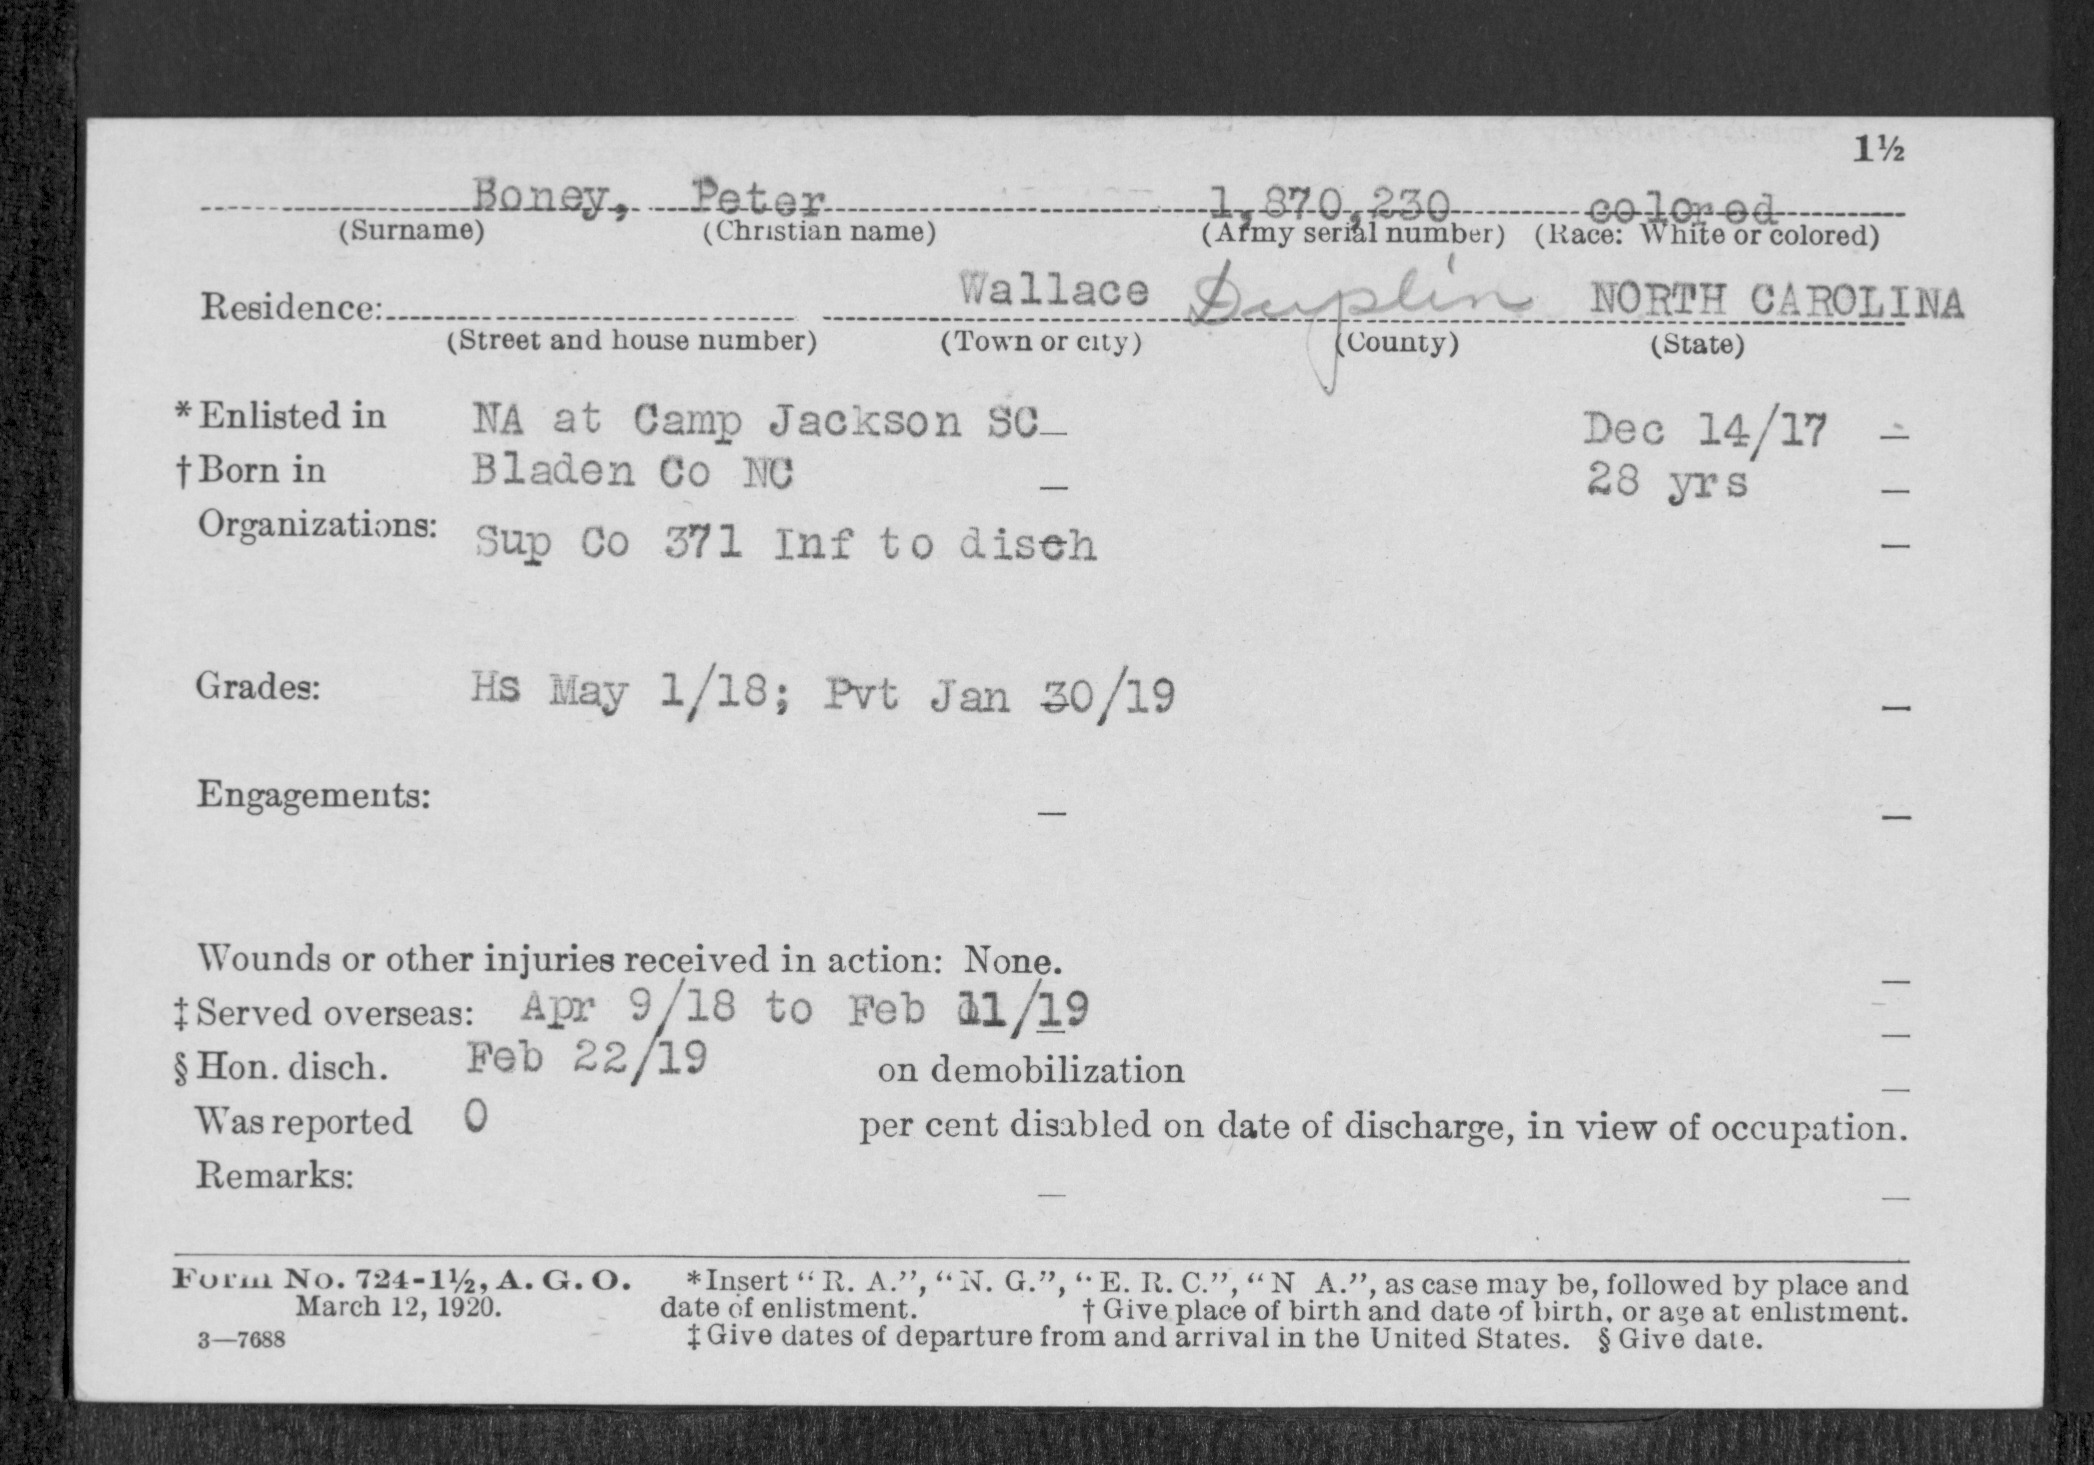 1½
Boney, Peter 1,870,230 colored
(Surname) (Christian name) (Army serial number) (Race: White or colored)
Residence: Wallace Duplin NORTH CAROLINA
(Street and house number) (Town or city) (County) (State)
* Enlisted in NA at Camp Jackson SC— Dec 14/17 —
† Born in Bladen Co NC — 28 yrs —
Organizations: Sup Co 371 Inf to disch —
Grades: Hs May 1/18; Pvt Jan 30/19 —
Engagements: — —
Wounds or other injuries received in action: None. —
‡ Served overseas: Apr 9/18 to Feb 11/19 —
§ Hon. disch. Feb 22/19 on demobilization —
Was reported 0 per cent disabled on date of discharge, in view of occupation.
Remarks: — —
Form No. 724-1½, A. G. O. * Insert "R. A.", "N. G.", "E. R. C.", "N A.", as case may be, followed by place and
March 12, 1920. date of enlistment. † Give place of birth and date of birth, or age at enlistment.
3—7688 ‡ Give dates of departure from and arrival in the United States. § Give date.